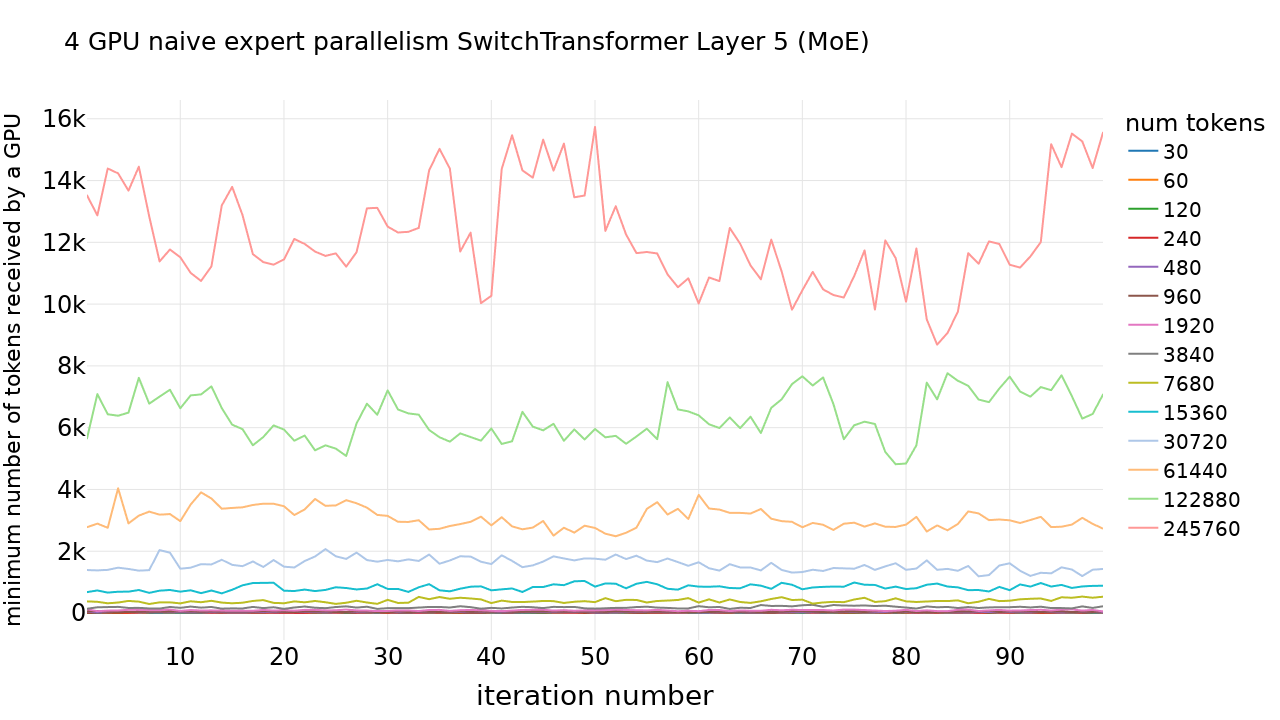 4 GPU naive expert parallelism SwitchTransformer Layer 5 (MoE)
minimum number of tokens received by a GPU
16k
14k
12k
10k
8k
6k
4k
2k
0
10 20 30 40 50 60 70 80 90
iteration number
num tokens
30
60
120
240
480
960
1920
3840
7680
15360
30720
61440
122880
245760